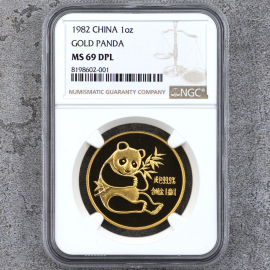 1982 CHINA 1oz
GOLD PANDA
MS 69 DPL
8198602-001
NUMISMATIC GUARANTY COMPANY
NGC